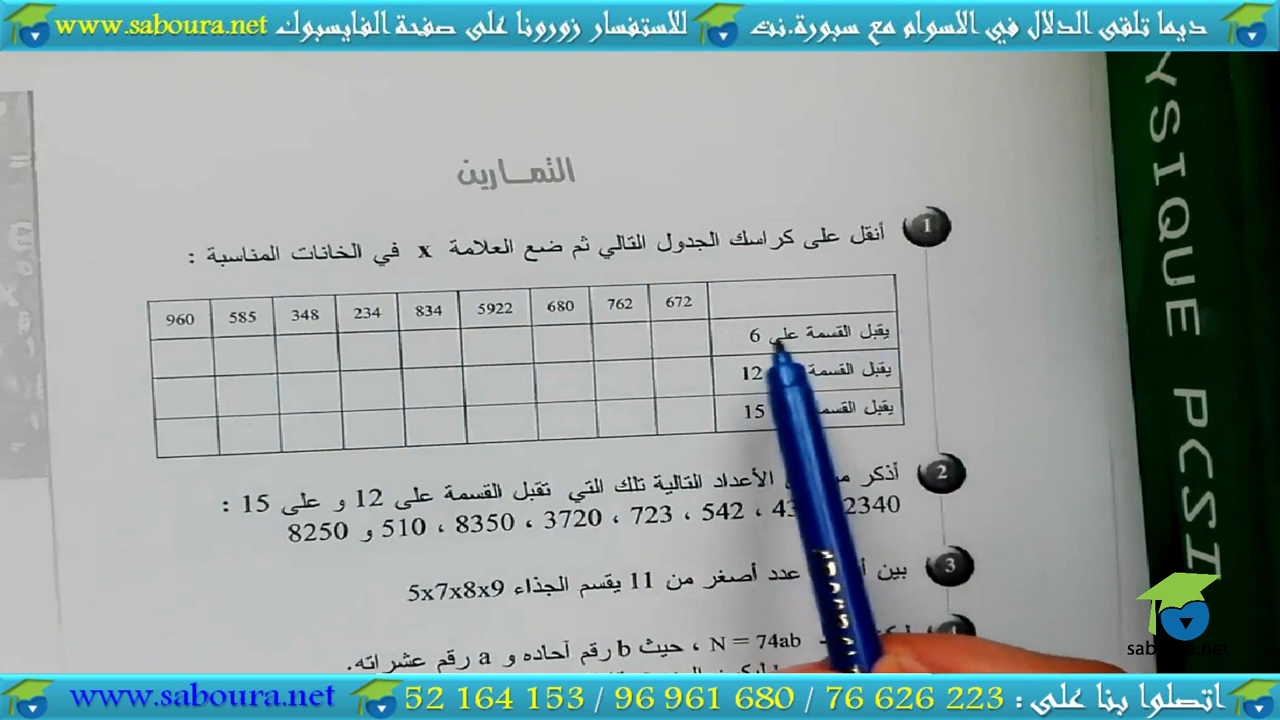 ديما تلقى الدلال في الاسوام مع سبورة.نت للاستفسار زورونا على صفحة الفايسبوك www.saboura.net
التمـــارين
1 أنقل على كراسك الجدول التالي ثم ضع العلامة x في الخانات المناسبة :
672 762 680 5922 834 234 348 585 960
يقبل القسمة على 6
يقبل القسمة 12
يقبل القسمة 15
2 أذكر الأعداد التالية تلك التي تقبل القسمة على 12 و على 15 :
2340 ، 542 ، 723 ، 3720 ، 8350 ، 510 و 8250
3 بين عدد أصغر من 11 يقسم الجذاء 5x7x8x9
N = 74ab ، حيث b رقم آحاده و a رقم عشراته.
YSIQUE PCSI
saboura.net
اتصلوا بنا على : 223 626 76 / 680 961 96 / 153 164 52 www.saboura.net